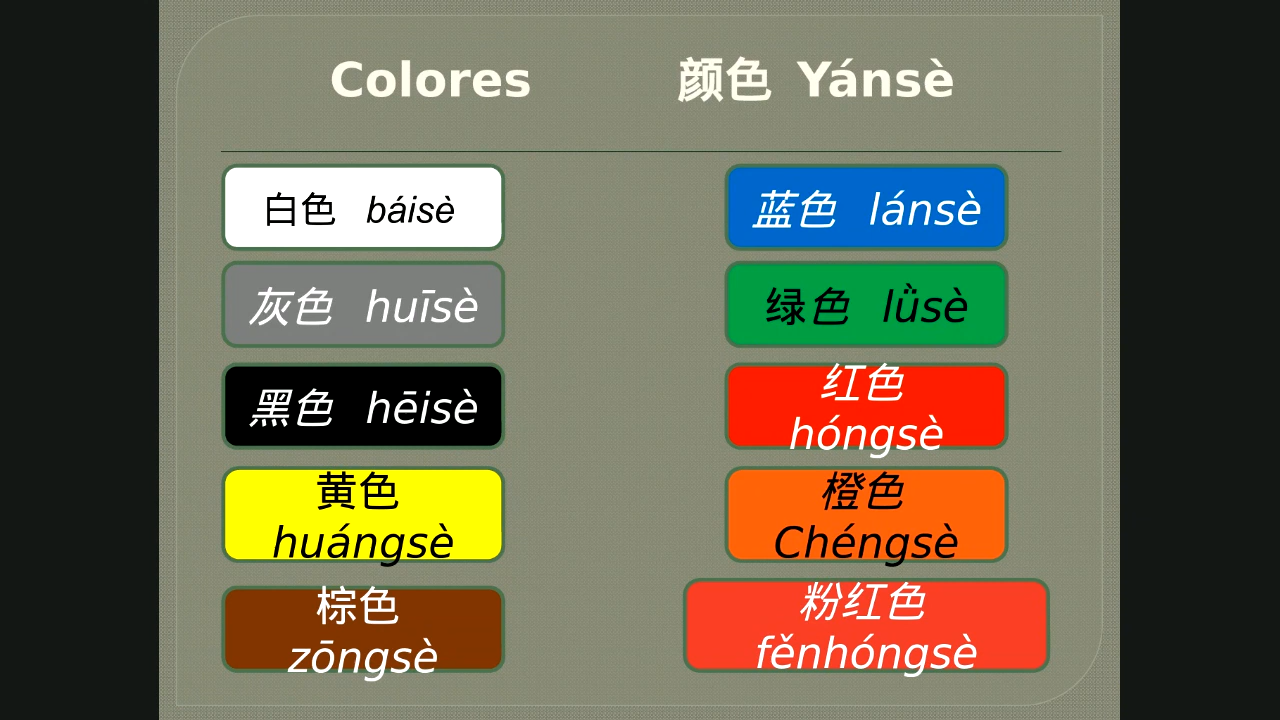 Colores 颜色 Yánsè
白色 báisè
灰色 huīsè
黑色 hēisè
黄色
huángsè
棕色
zōngsè
蓝色 lánsè
绿色 lǜsè
红色
hóngsè
橙色
Chéngsè
粉红色
fěnhóngsè